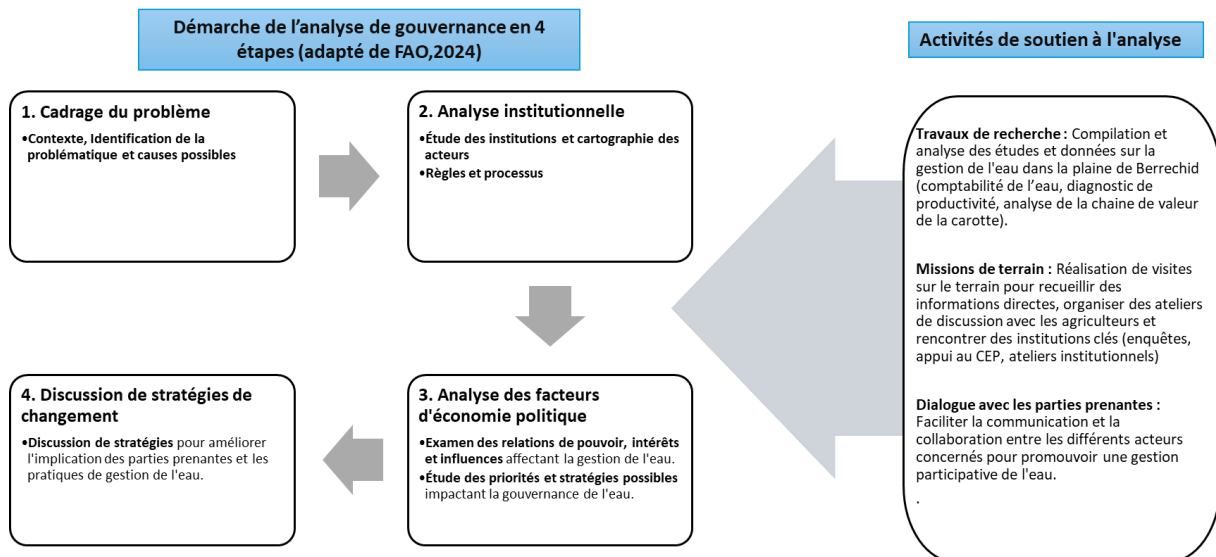 Démarche de l’analyse de gouvernance en 4
étapes (adapté de FAO,2024)
1. Cadrage du problème
•Contexte, Identification de la
problématique et causes possibles
2. Analyse institutionnelle
•Étude des institutions et cartographie des
acteurs
•Règles et processus
4. Discussion de stratégies de
changement
•Discussion de stratégies pour améliorer
l'implication des parties prenantes et les
pratiques de gestion de l'eau.
3. Analyse des facteurs
d'économie politique
•Examen des relations de pouvoir, intérêts
et influences affectant la gestion de l'eau.
•Étude des priorités et stratégies possibles
impactant la gouvernance de l'eau.
Activités de soutien à l'analyse
Travaux de recherche : Compilation et
analyse des études et données sur la
gestion de l'eau dans la plaine de Berrechid
(comptabilité de l’eau, diagnostic de
productivité, analyse de la chaine de valeur
de la carotte).
Missions de terrain : Réalisation de visites
sur le terrain pour recueillir des
informations directes, organiser des ateliers
de discussion avec les agriculteurs et
rencontrer des institutions clés (enquêtes,
appui au CEP, ateliers institutionnels)
Dialogue avec les parties prenantes :
Faciliter la communication et la
collaboration entre les différents acteurs
concernés pour promouvoir une gestion
participative de l'eau.
.